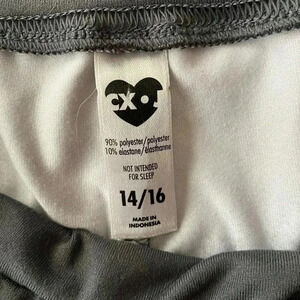 CXO.
90% polyester/polyester
10% elastane/élasthanne
NOT INTENDED
FOR SLEEP
14/16
MADE IN
INDONESIA